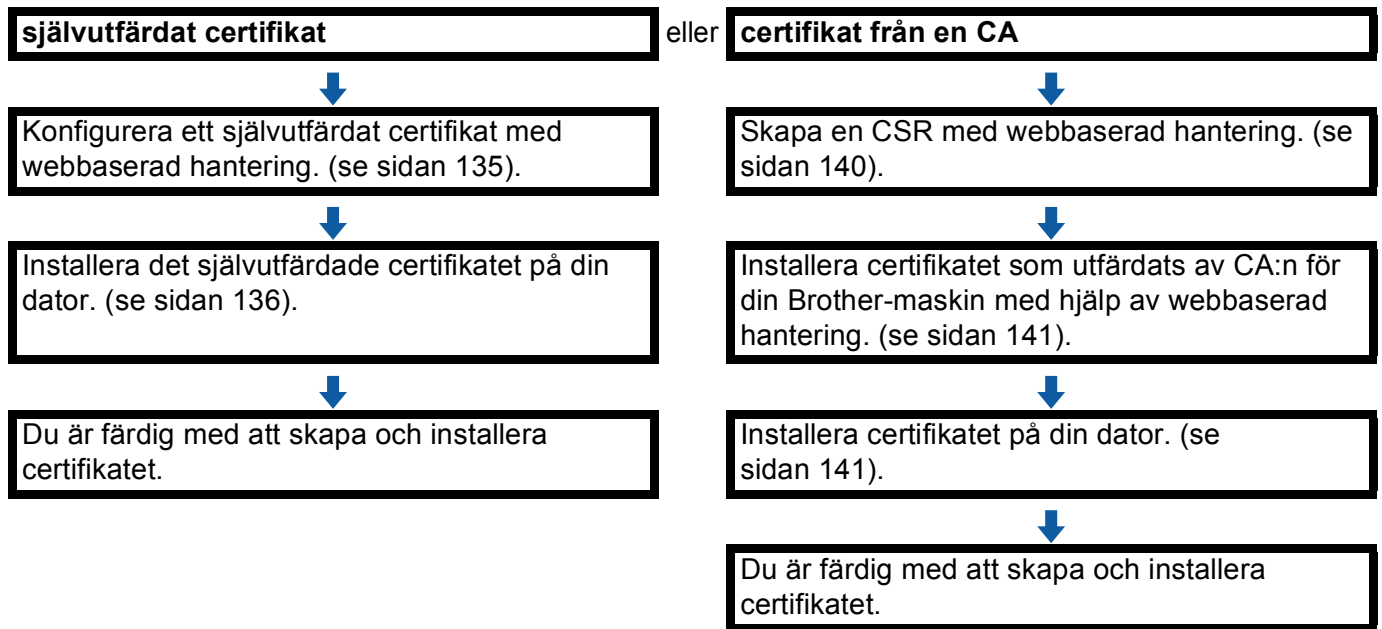 självutfärdat certifikat
eller
certifikat från en CA
Konfigurera ett självutfärdat certifikat med
webbaserad hantering. (se sidan 135).
Skapa en CSR med webbaserad hantering. (se
sidan 140).
Installera det självutfärdade certifikatet på din
dator. (se sidan 136).
Installera certifikatet som utfärdats av CA:n för
din Brother-maskin med hjälp av webbaserad
hantering. (se sidan 141).
Du är färdig med att skapa och installera
certifikatet.
Installera certifikatet på din dator. (se
sidan 141).
Du är färdig med att skapa och installera
certifikatet.